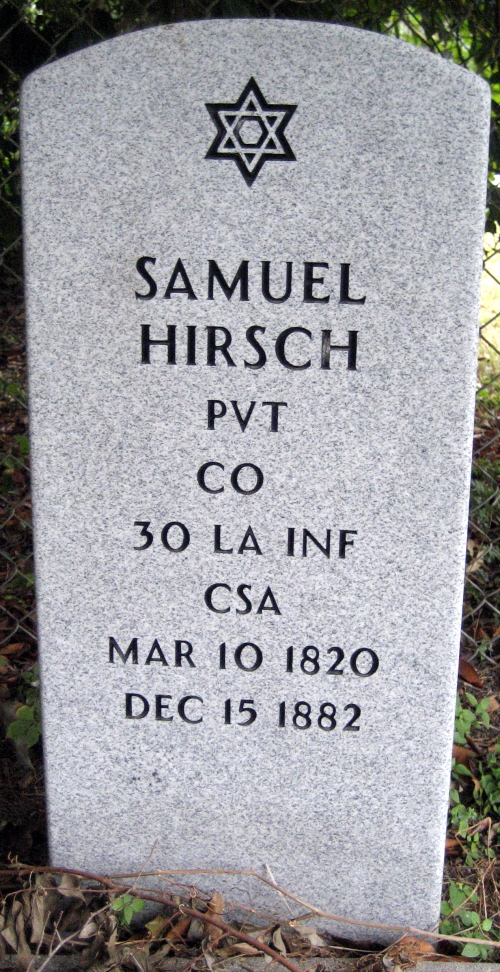 SAMUEL
HIRSCH
PVT
CO
30 LA INF
CSA
MAR 10 1820
DEC 15 1882